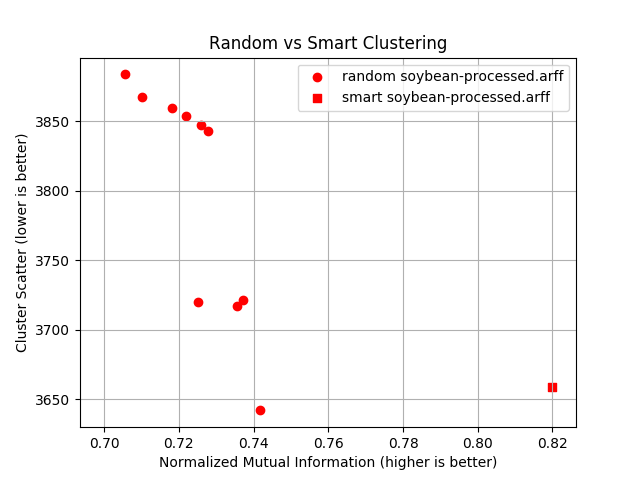 Random vs Smart Clustering
random soybean-processed.arff
smart soybean-processed.arff
Cluster Scatter (lower is better)
3850
3800
3750
3700
3650
0.70 0.72 0.74 0.76 0.78 0.80 0.82
Normalized Mutual Information (higher is better)